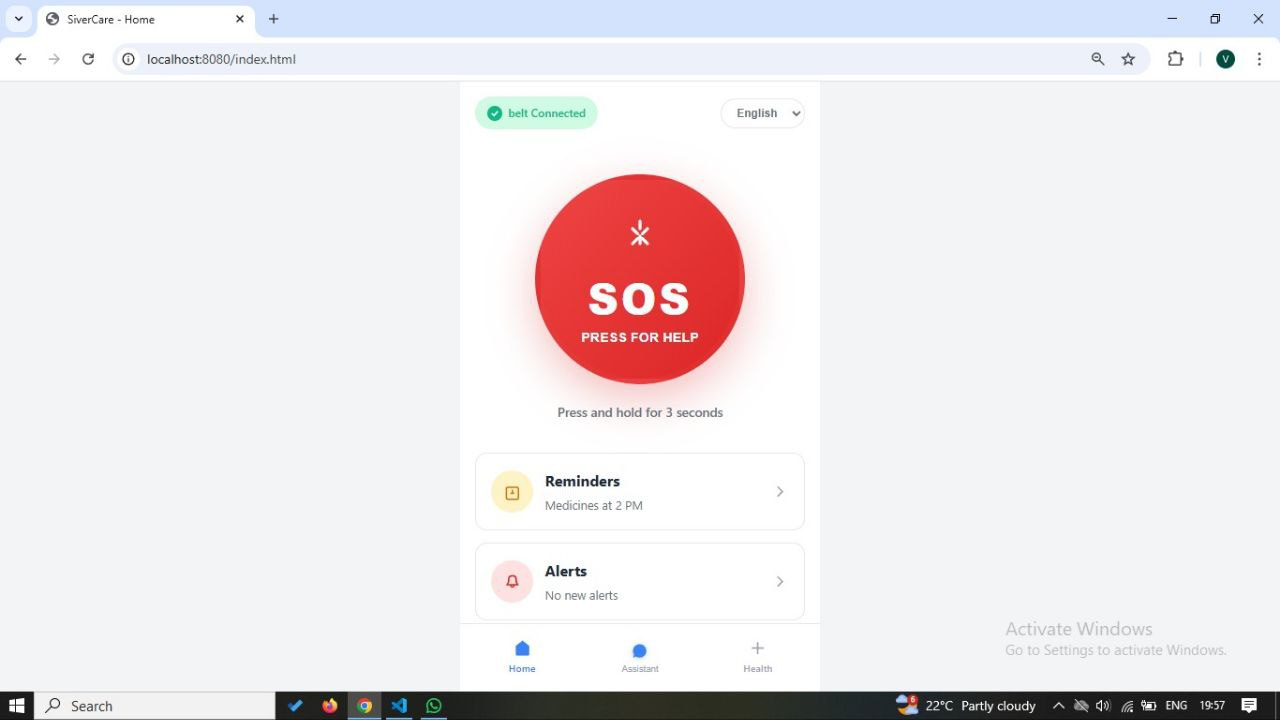 SiverCare - Home
localhost:8080/index.html
V
belt Connected
English
SOS
PRESS FOR HELP
Press and hold for 3 seconds
Reminders
Medicines at 2 PM
Alerts
No new alerts
Home
Assistant
Health
Activate Windows
Go to Settings to activate Windows.
Search
6
22°C Partly cloudy
ENG
19:57